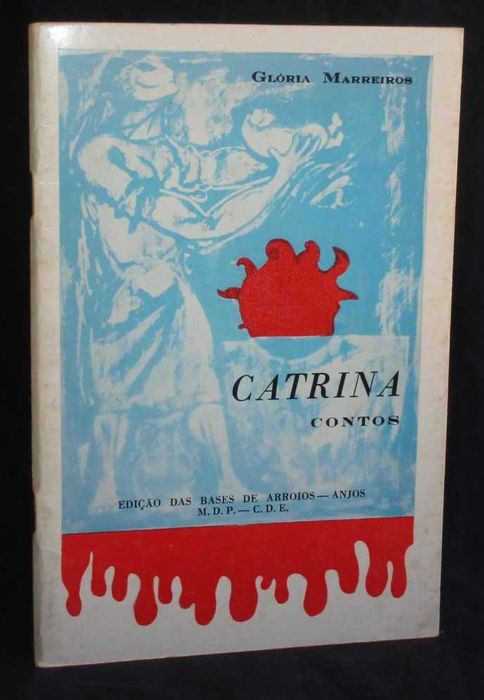 GLÓRIA MARREIROS
CATRINA
CONTOS
EDIÇÃO DAS BASES DE ARROIOS — ANJOS
M. D. P. — C. D. E.